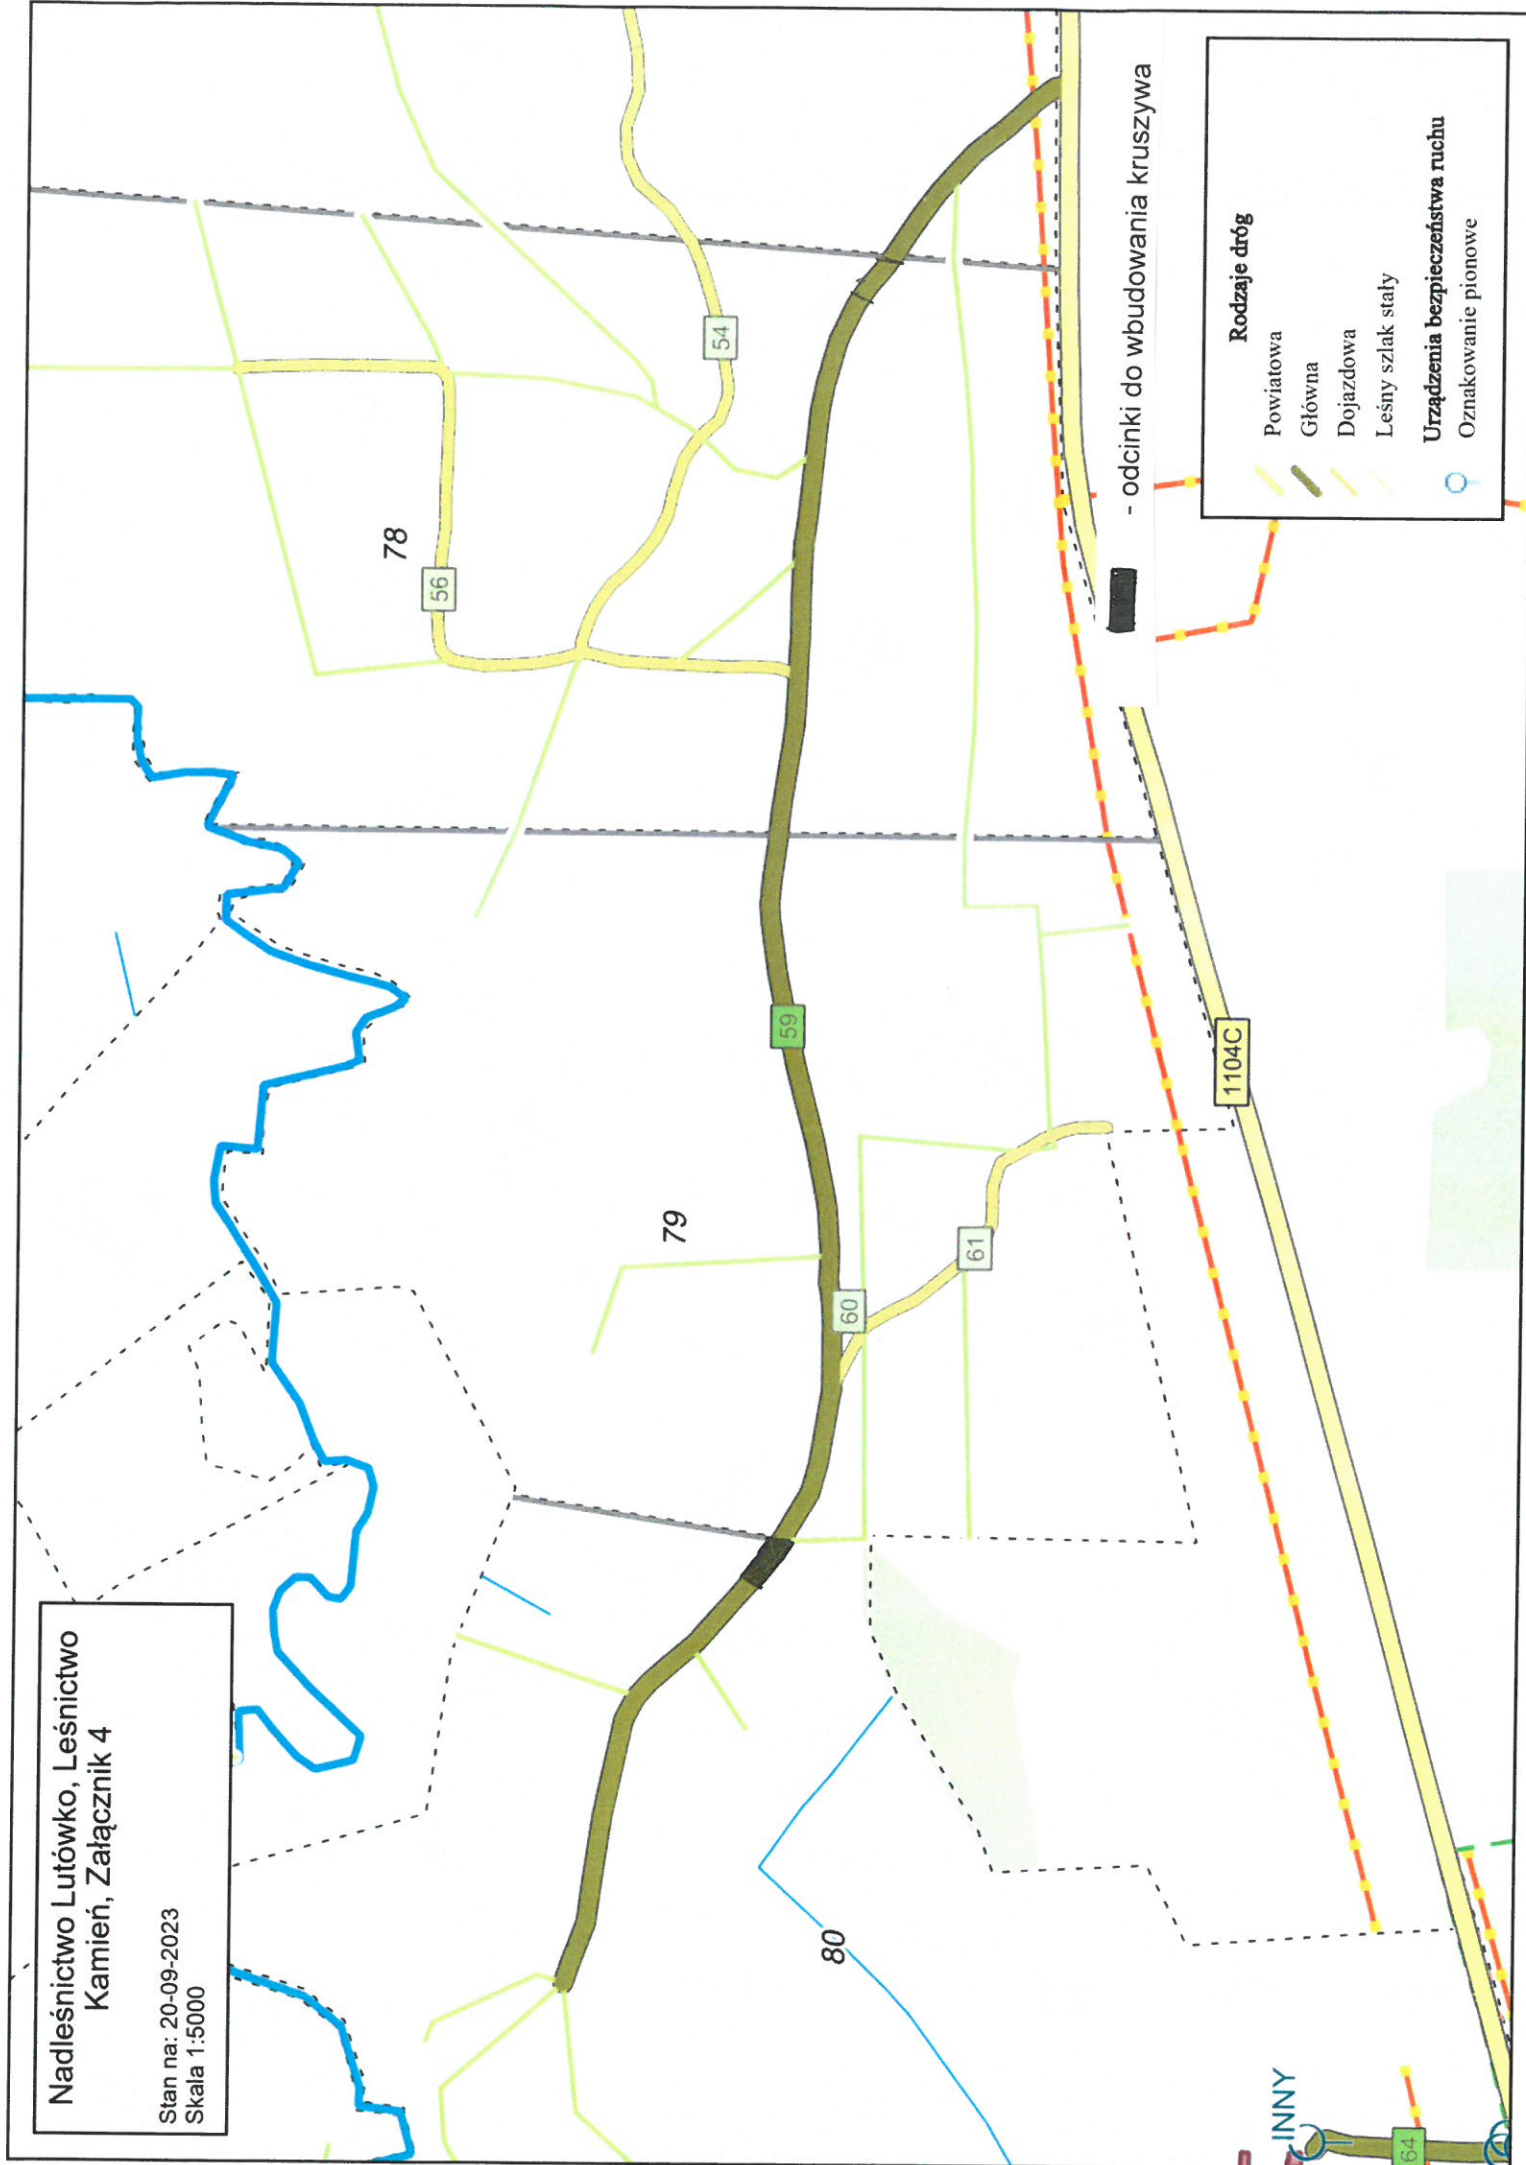 Nadleśnictwo Lutówko, Leśnictwo
Kamień, Załącznik 4
Stan na: 20-09-2023
Skala 1:5000
78
56
54
59
79
60
61
1104C
80
INNY
64
- odcinki do wbudowania kruszywa
Rodzaje dróg
Powiatowa
Główna
Dojazdowa
Leśny szlak stały
Urządzenia bezpieczeństwa ruchu
Oznakowanie pionowe